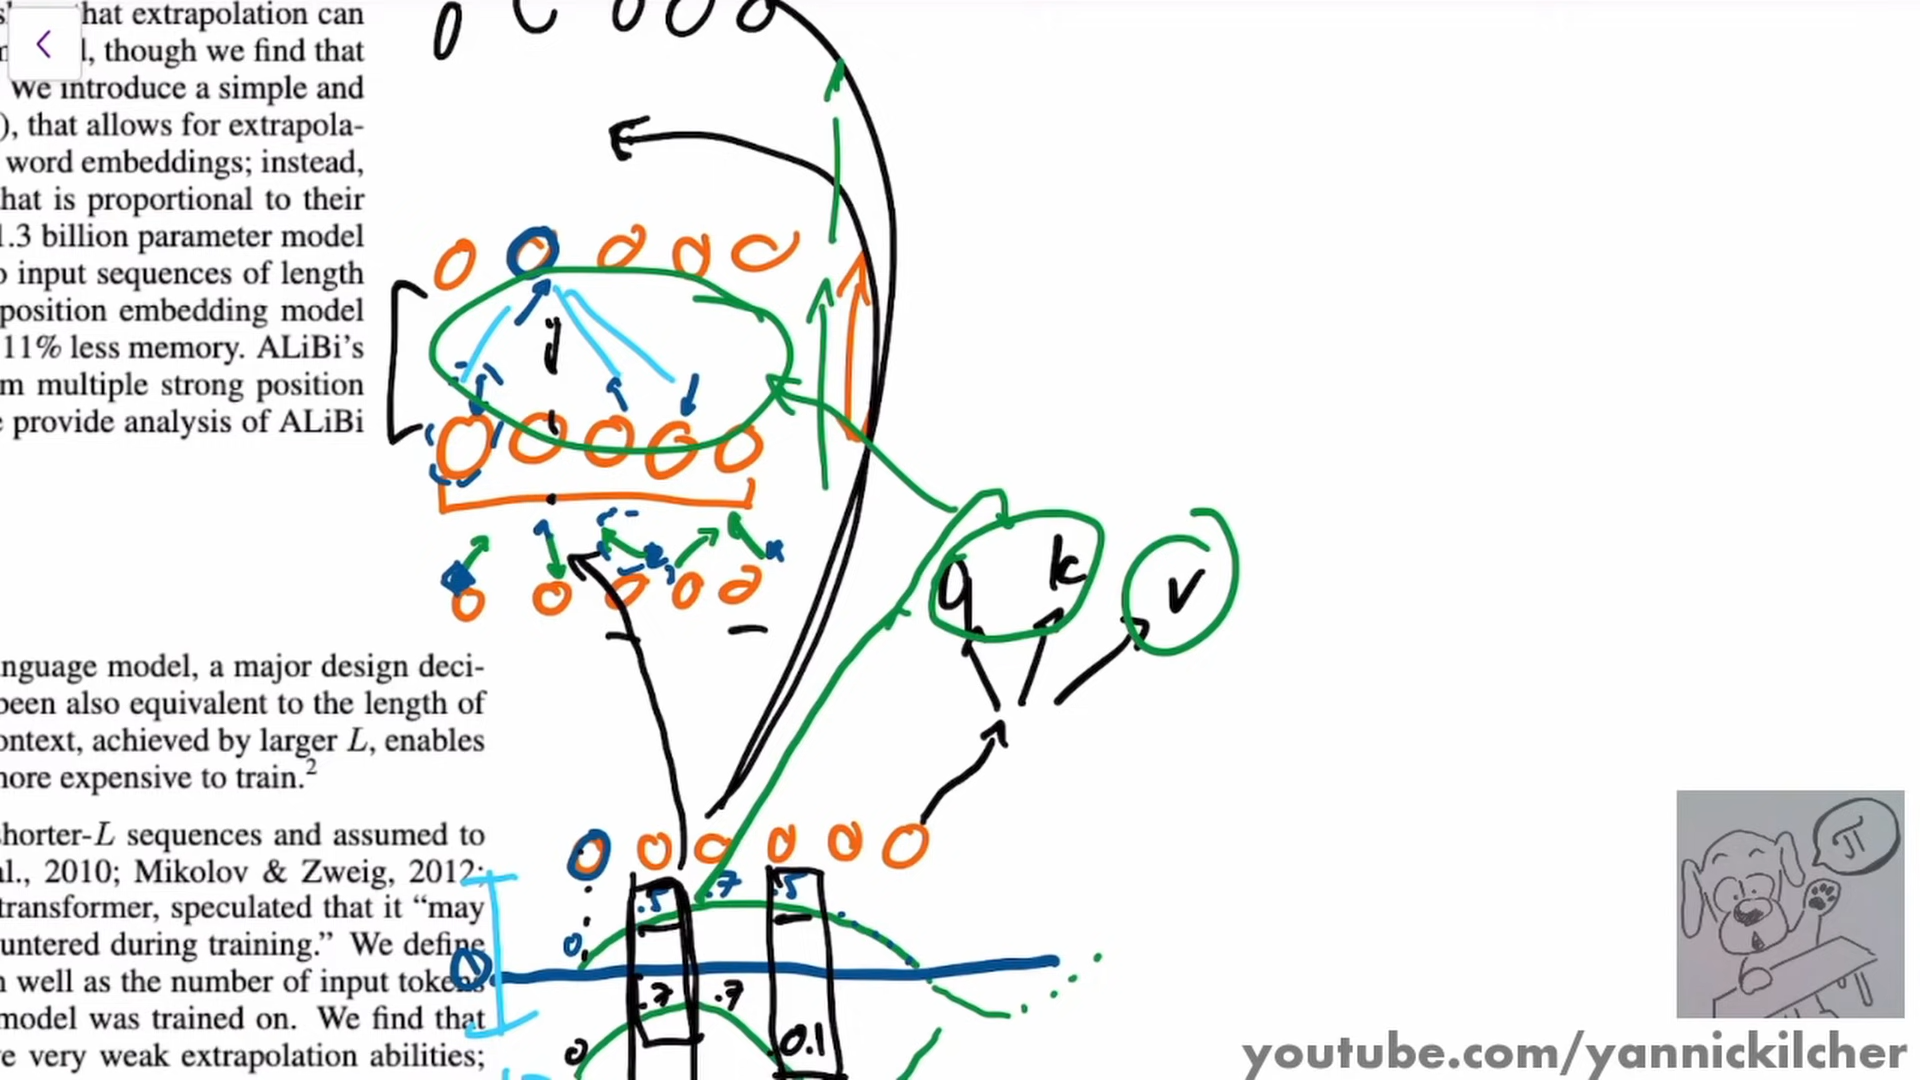 hat extrapolation can
l, though we find that
We introduce a simple and
), that allows for extrapola-
word embeddings; instead,
hat is proportional to their
1.3 billion parameter model
o input sequences of length
position embedding model
11% less memory. ALiBi's
m multiple strong position
e provide analysis of ALiBi
q k v
nguage model, a major design deci-
been also equivalent to the length of
ontext, achieved by larger L, enables
more expensive to train.²
shorter-L sequences and assumed to
al., 2010; Mikolov & Zweig, 2012;
transformer, speculated that it “may
untered during training.” We define
n well as the number of input tokens
model was trained on. We find that
e very weak extrapolation abilities;
.5 .7 .5
0
.7 .7
0 0.1
π
youtube.com/yannickilcher